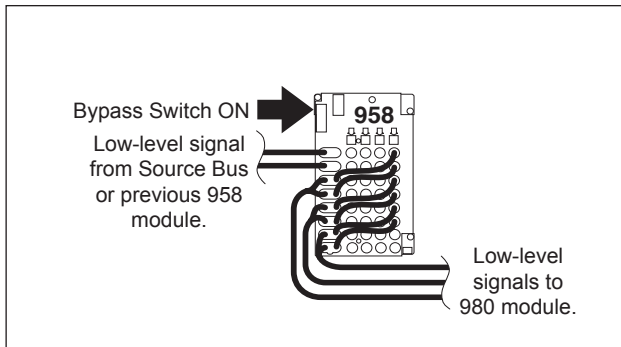 958
Bypass Switch ON
Low-level signal
from Source Bus
or previous 958
module.
Low-level
signals to
980 module.